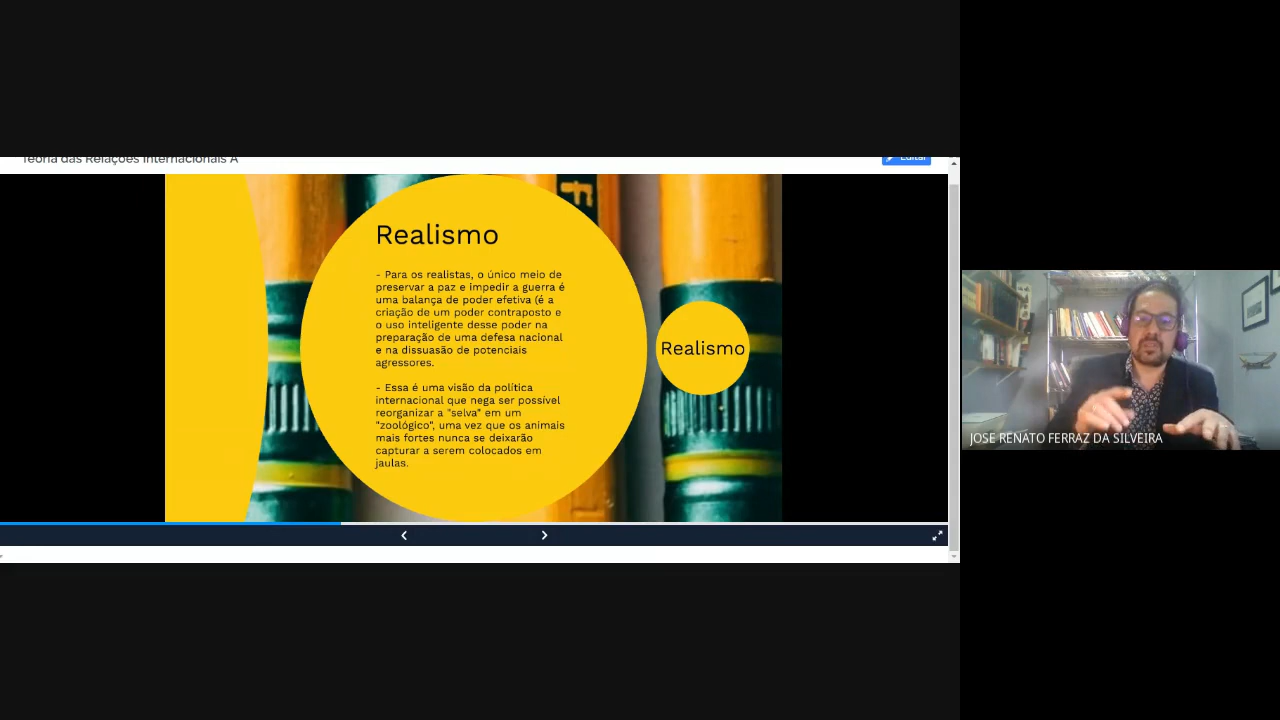 Teoria das Relações Internacionais A
Editar
Realismo
- Para os realistas, o único meio de
preservar a paz e impedir a guerra é
uma balança de poder efetiva (é a
criação de um poder contraposto e
o uso inteligente desse poder na
preparação de uma defesa nacional
e na dissuasão de potenciais
agressores.
- Essa é uma visão da política
internacional que nega ser possível
reorganizar a "selva" em um
"zoológico", uma vez que os animais
mais fortes nunca se deixarão
capturar a serem colocados em
jaulas.
Realismo
JOSE RENATO FERRAZ DA SILVEIRA